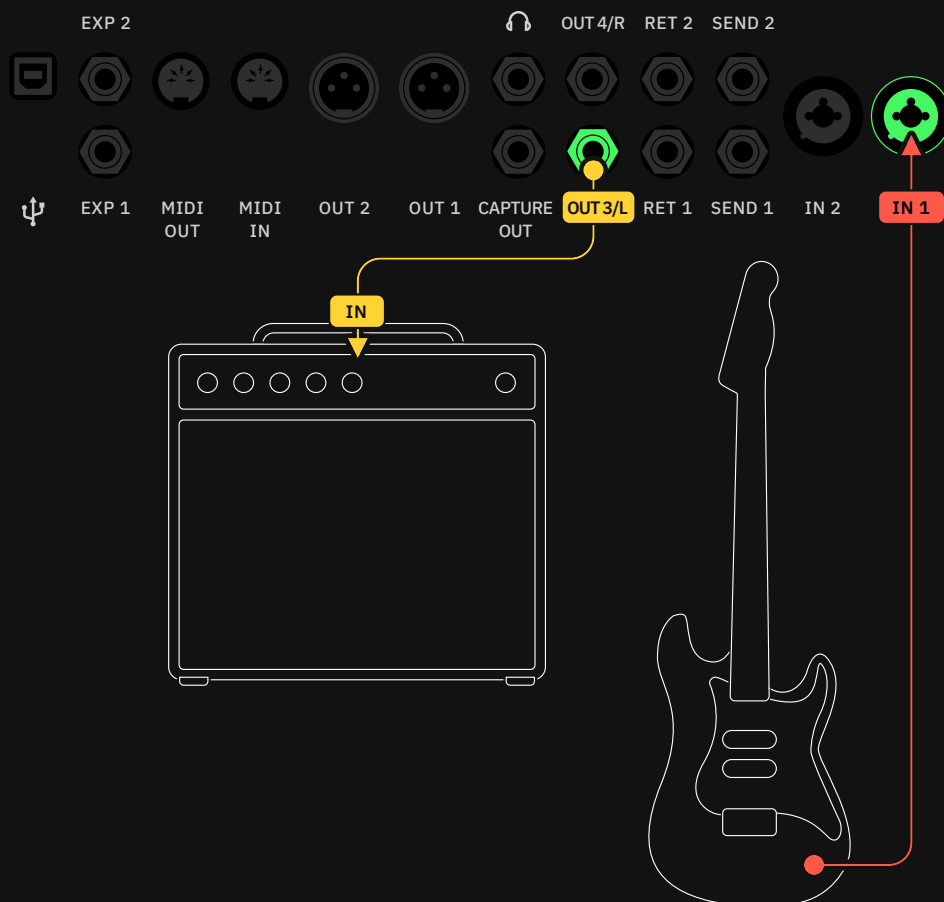 EXP 2
OUT 4/R
RET 2
SEND 2
EXP 1
MIDI
OUT
MIDI
IN
OUT 2
OUT 1
CAPTURE
OUT
OUT 3/L
RET 1
SEND 1
IN 2
IN 1
IN